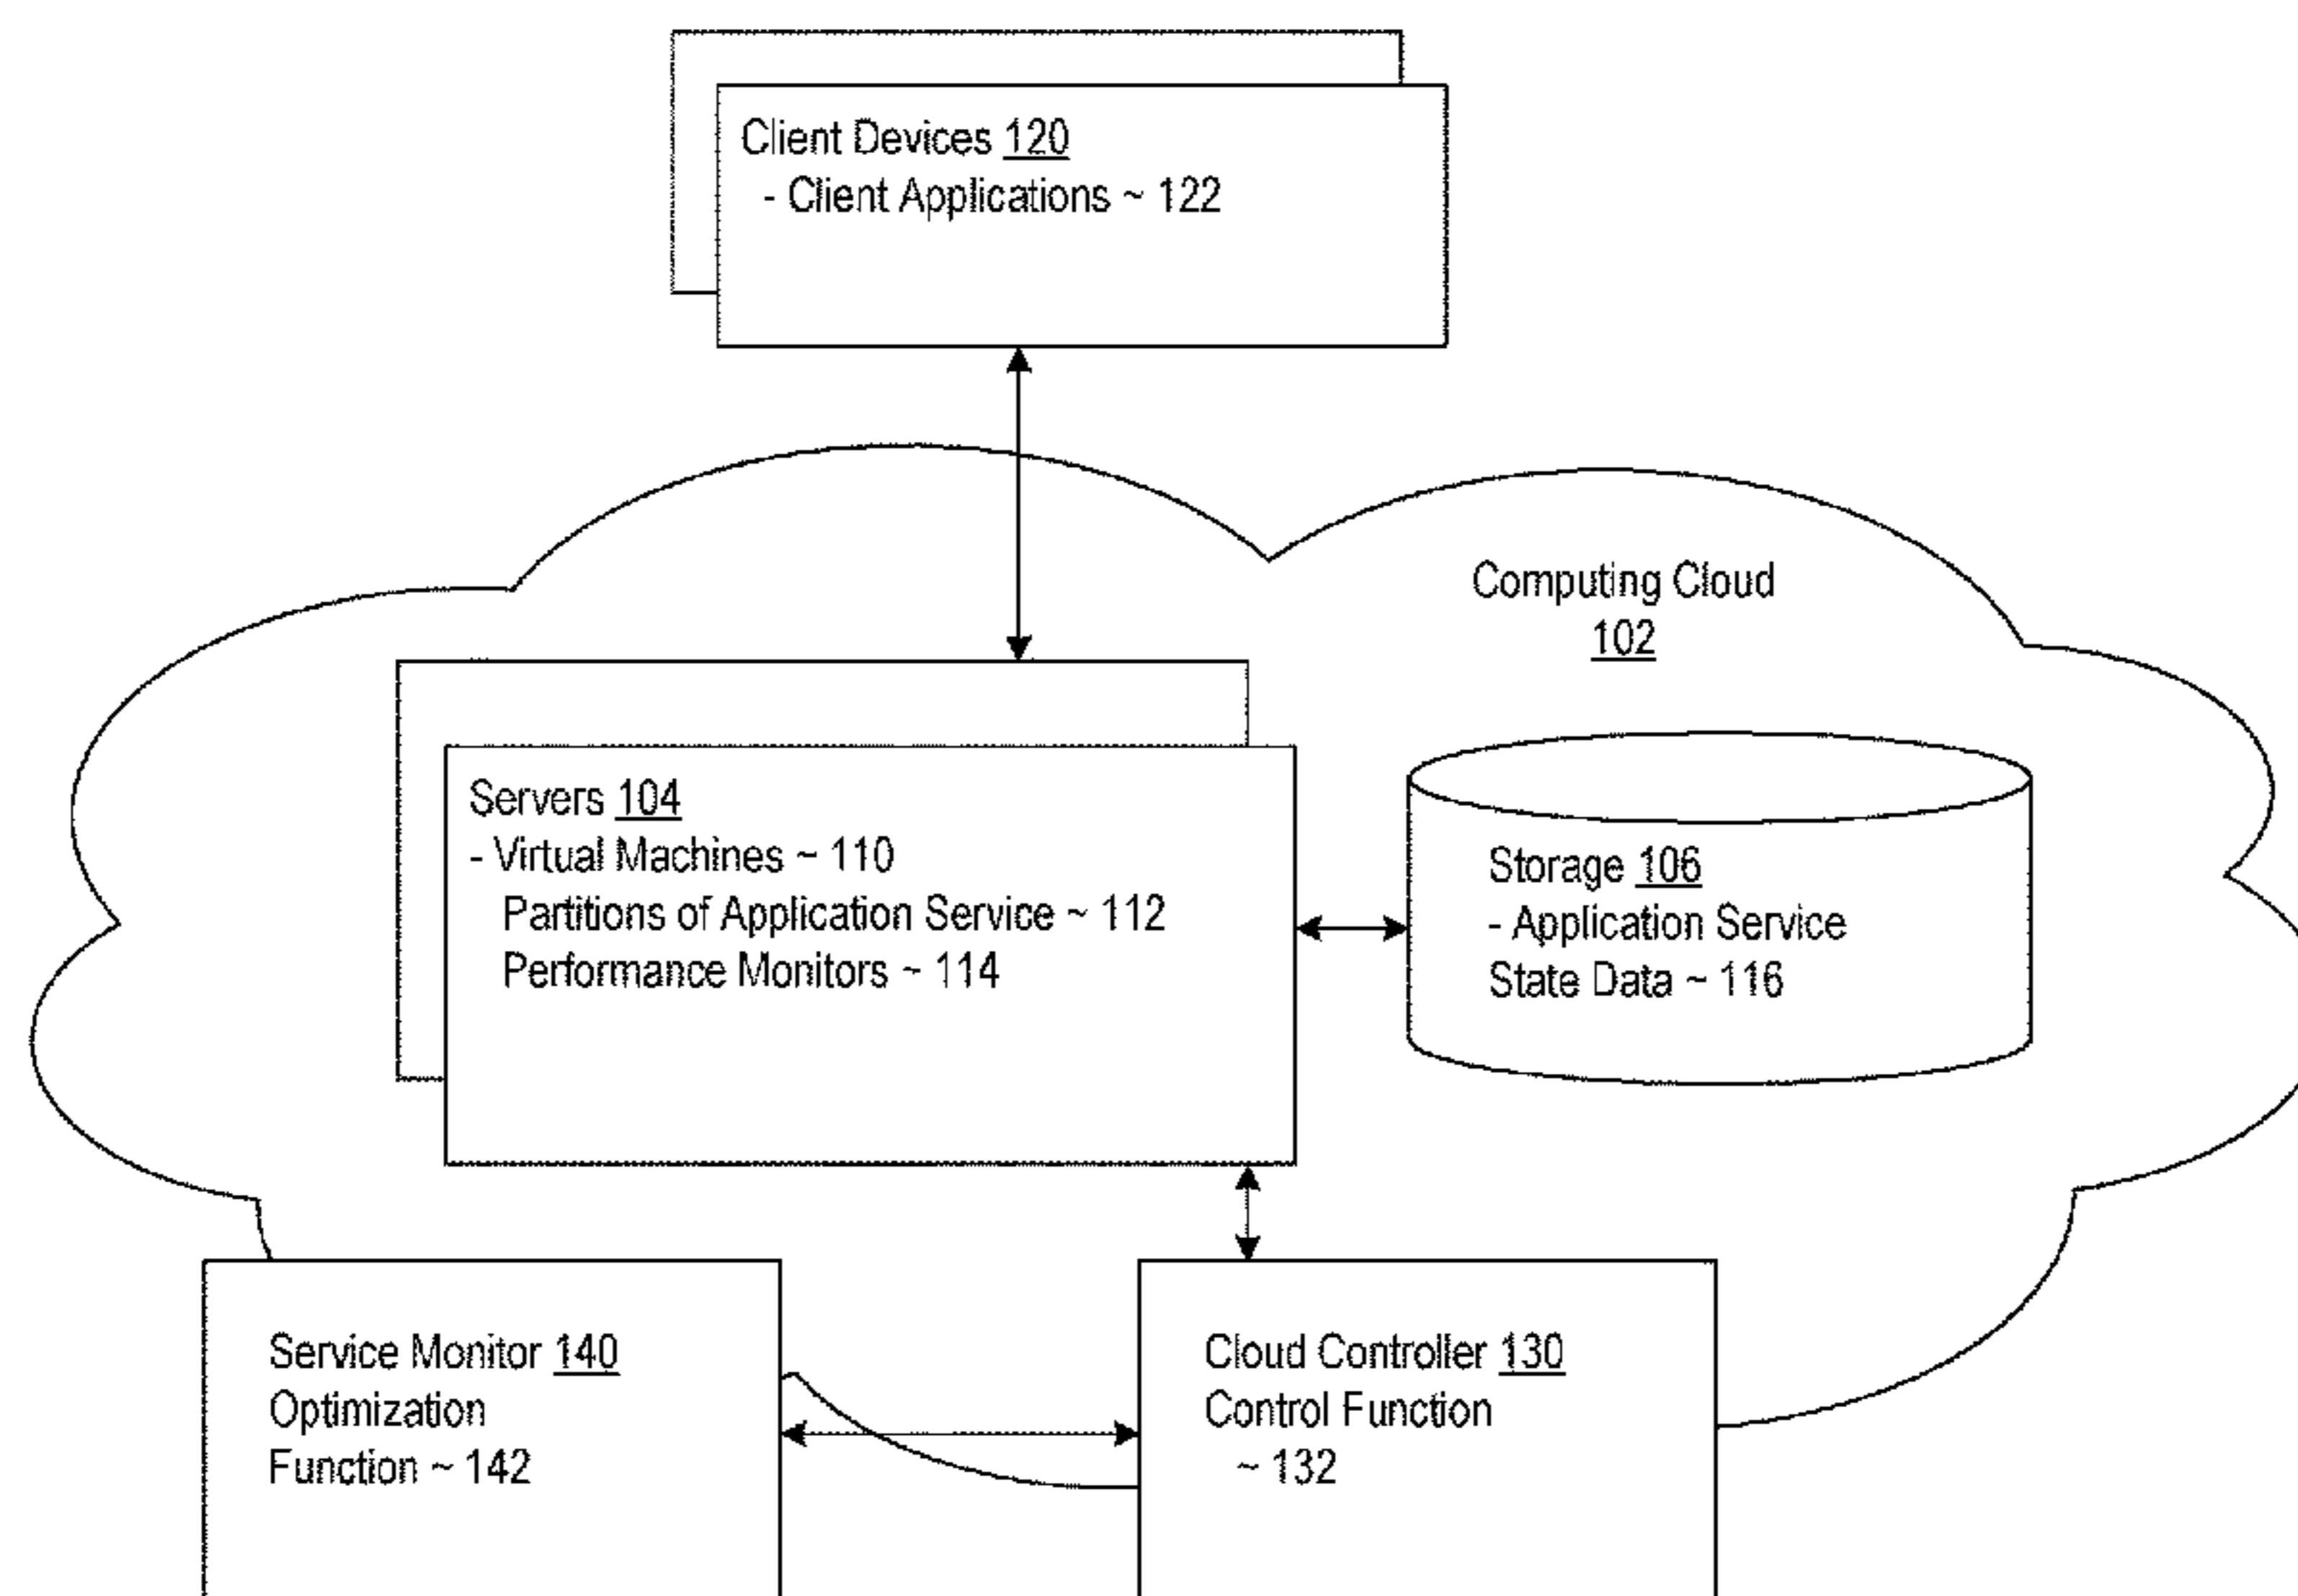 Client Devices 120
- Client Applications ~ 122
Computing Cloud
102
Servers 104
- Virtual Machines ~ 110
Partitions of Application Service ~ 112
Performance Monitors ~ 114
Storage 106
- Application Service
State Data ~ 116
Service Monitor 140
Optimization
Function ~ 142
Cloud Controller 130
Control Function
~ 132